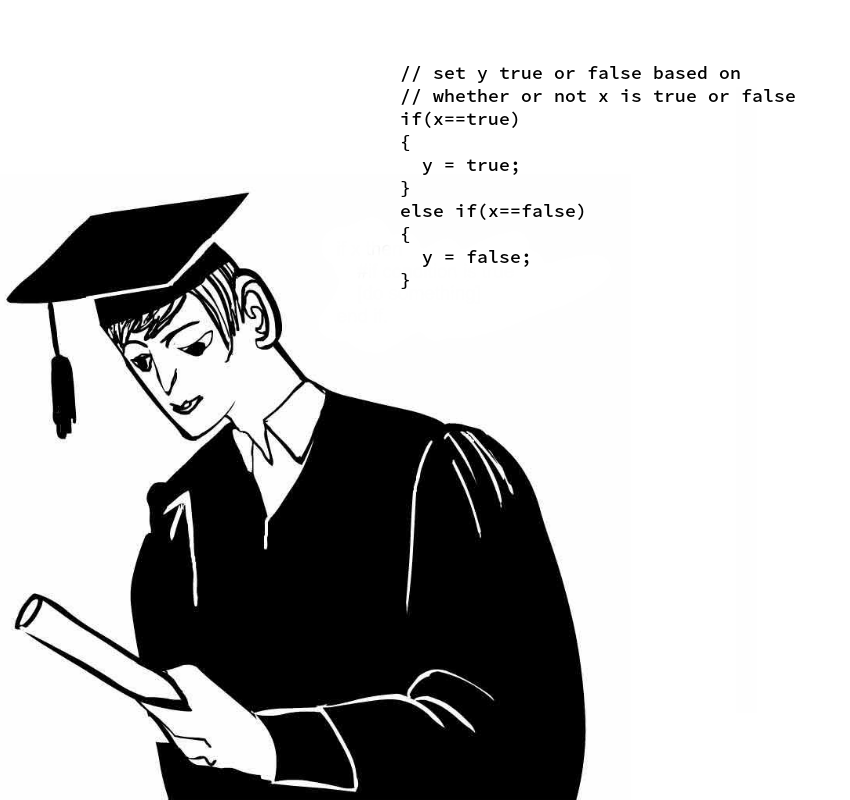 // set y true or false based on
// whether or not x is true or false
if(x==true)
{
  y = true;
}
else if(x==false)
{
  y = false;
}